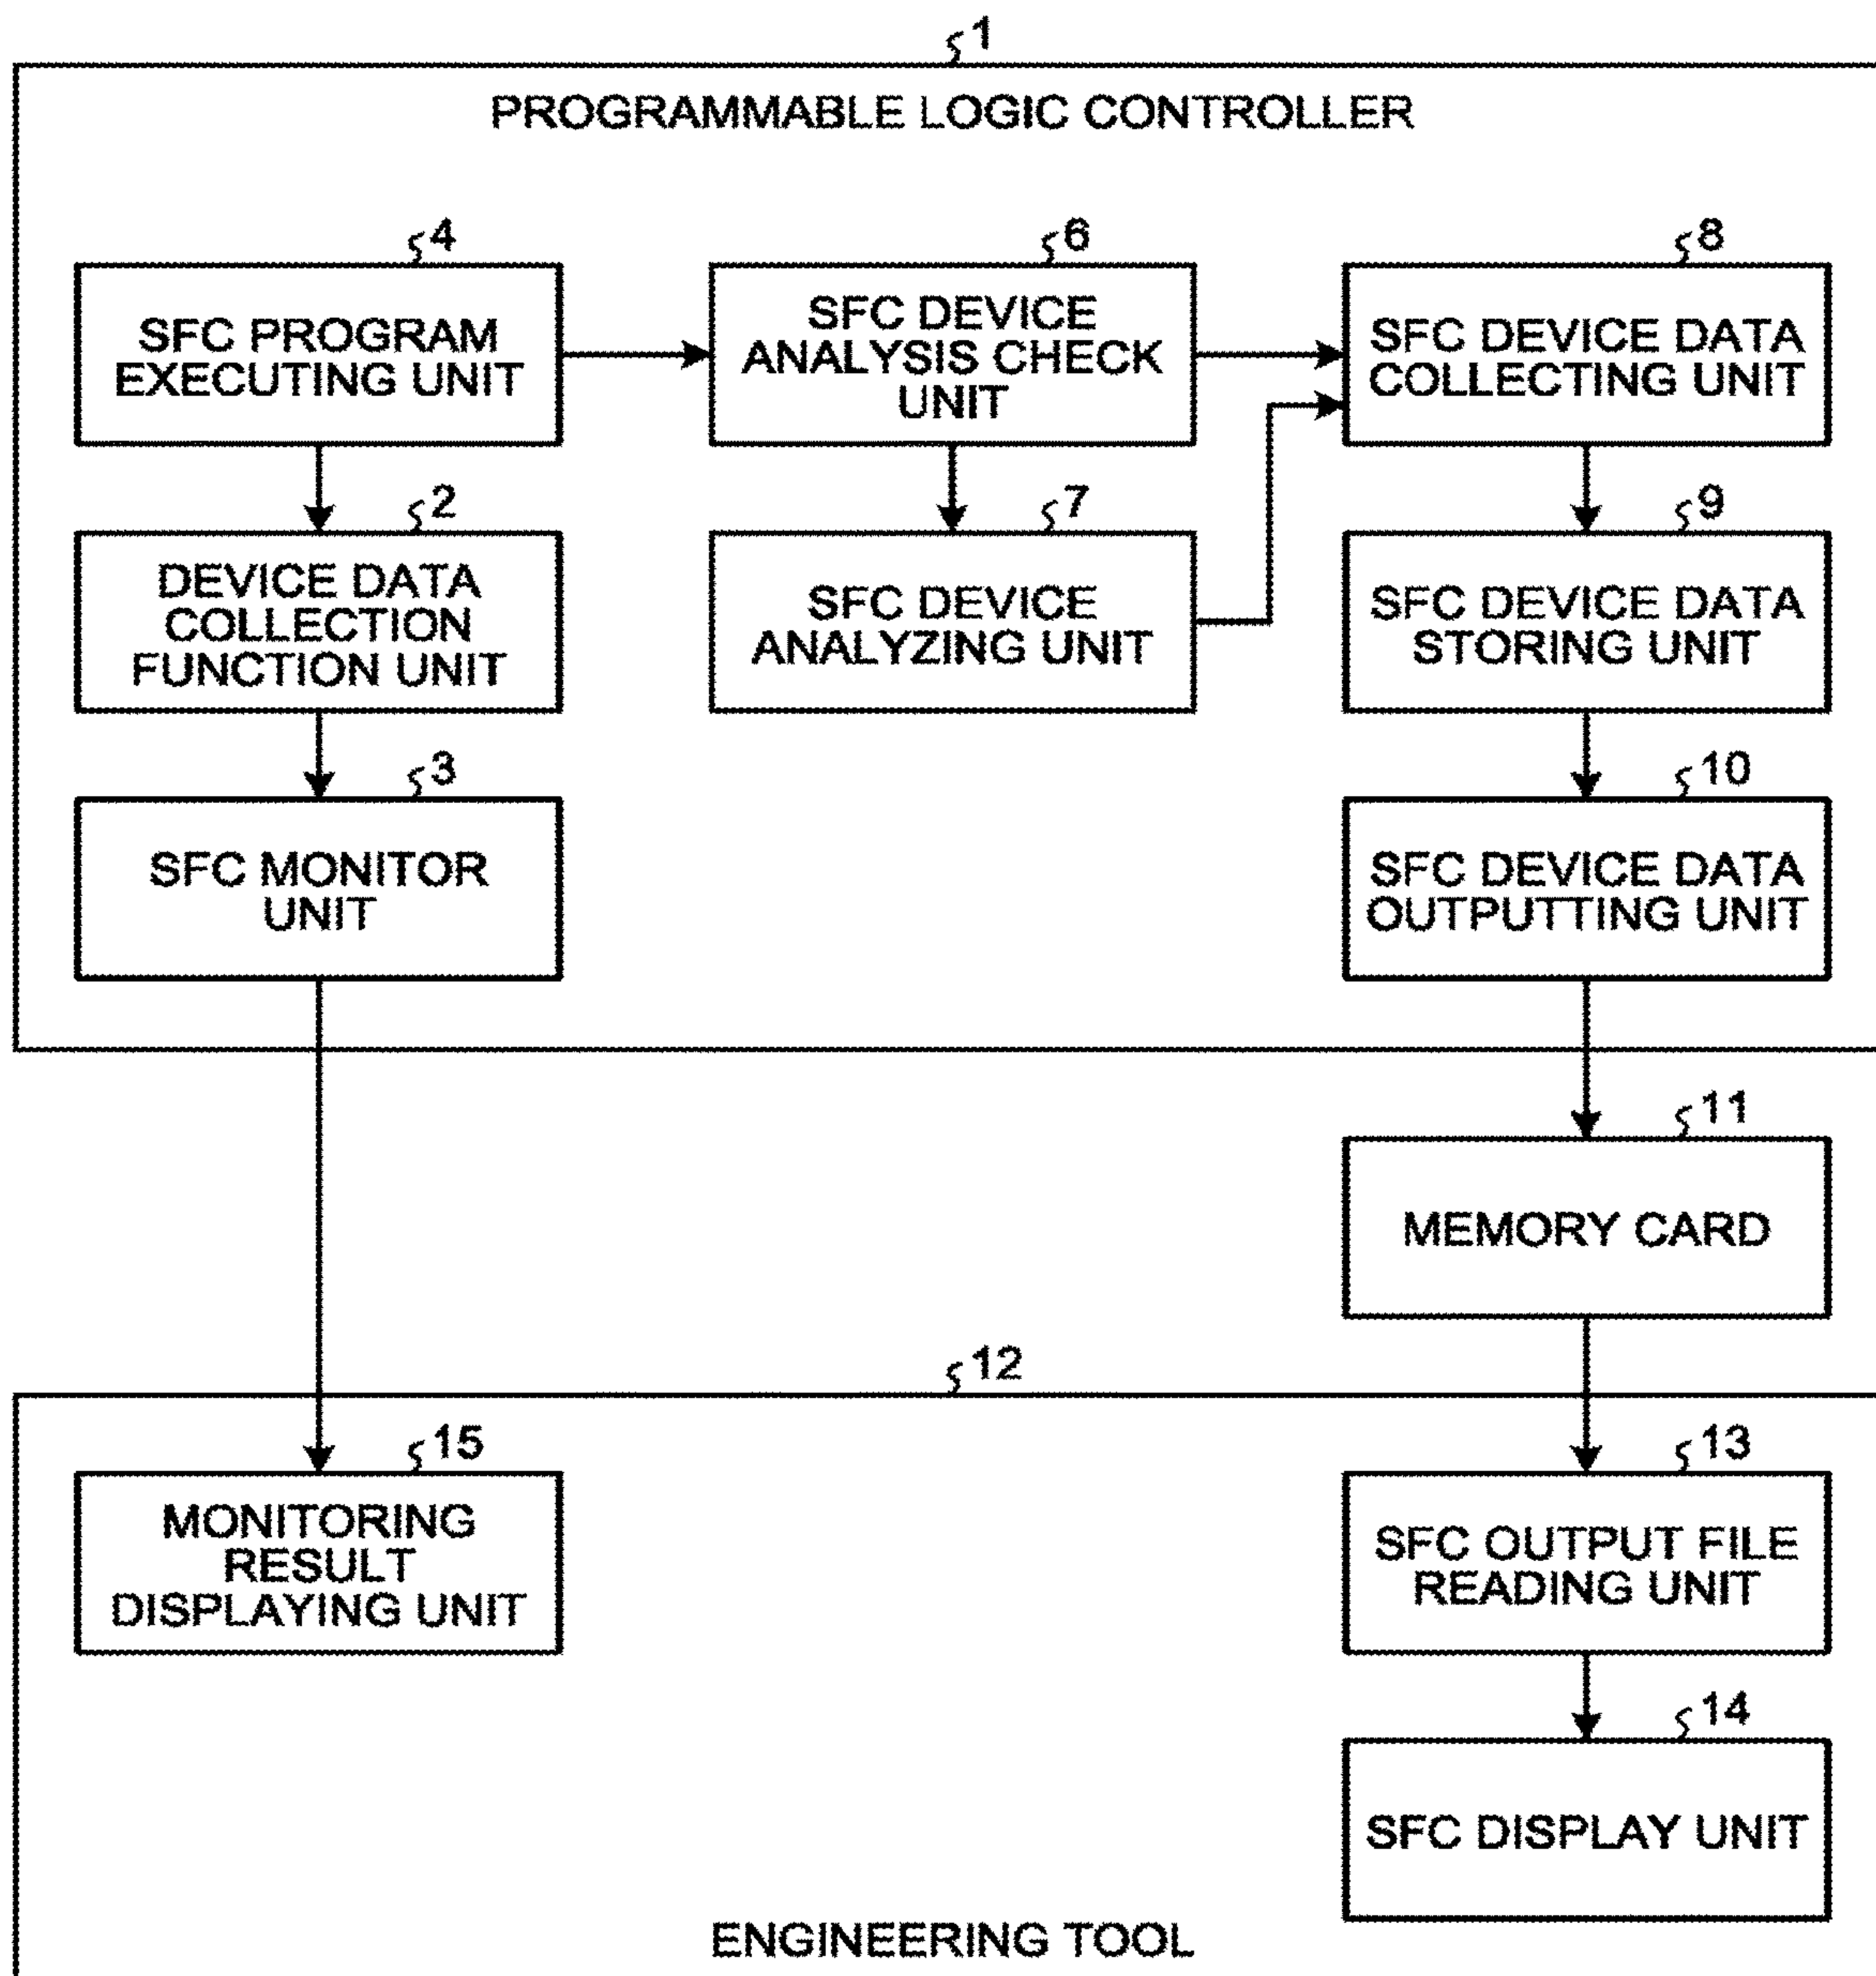 1
PROGRAMMABLE LOGIC CONTROLLER
4
SFC PROGRAM
EXECUTING UNIT
6
SFC DEVICE
ANALYSIS CHECK
UNIT
8
SFC DEVICE DATA
COLLECTING UNIT
2
DEVICE DATA
COLLECTION
FUNCTION UNIT
7
SFC DEVICE
ANALYZING UNIT
9
SFC DEVICE DATA
STORING UNIT
3
SFC MONITOR
UNIT
10
SFC DEVICE DATA
OUTPUTTING UNIT
11
MEMORY CARD
12
15
MONITORING
RESULT
DISPLAYING UNIT
13
SFC OUTPUT FILE
READING UNIT
14
SFC DISPLAY UNIT
ENGINEERING TOOL